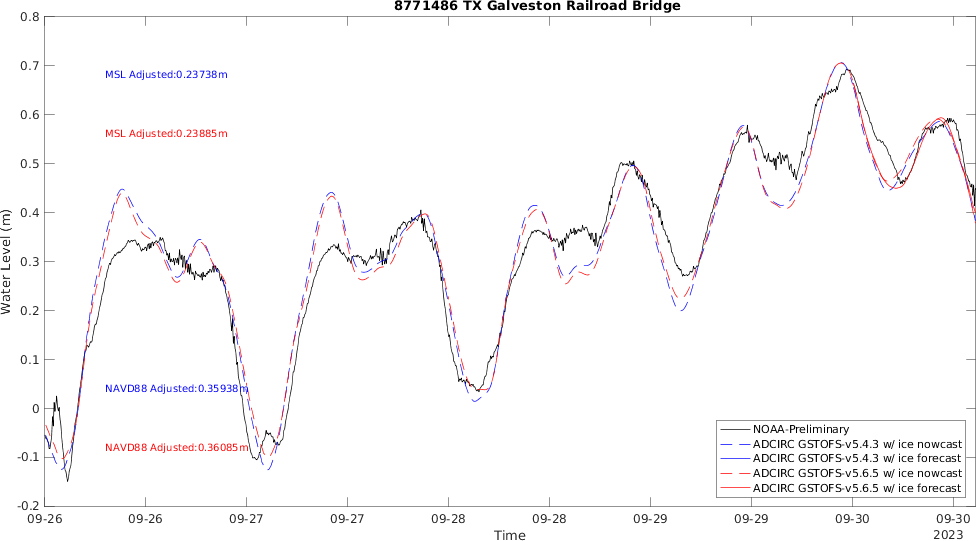 8771486 TX Galveston Railroad Bridge
0.8
0.7
0.6
0.5
0.4
0.3
0.2
0.1
0
-0.1
-0.2
Water Level (m)
MSL Adjusted:0.23738m
MSL Adjusted:0.23885m
NAVD88 Adjusted:0.35938m
NAVD88 Adjusted:0.36085m
NOAA-Preliminary
ADCIRC GSTOFS-v5.4.3 w/ ice nowcast
ADCIRC GSTOFS-v5.4.3 w/ ice forecast
ADCIRC GSTOFS-v5.6.5 w/ ice nowcast
ADCIRC GSTOFS-v5.6.5 w/ ice forecast
09-26 09-26 09-27 09-27 09-28 09-28 09-29 09-29 09-30 09-30
2023
Time